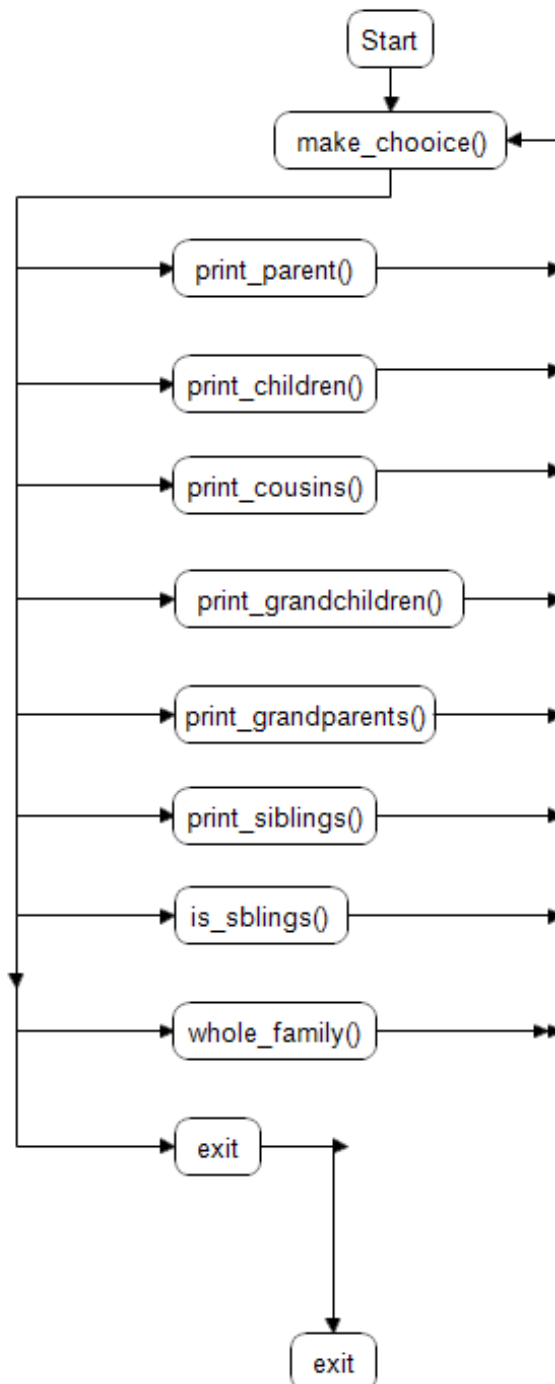 Start
make_chooice()
print_parent()
print_children()
print_cousins()
print_grandchildren()
print_grandparents()
print_siblings()
is_sblings()
whole_family()
exit
exit